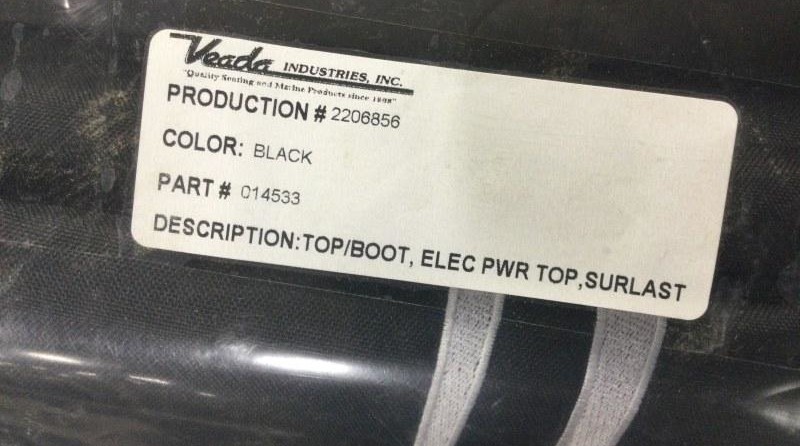 Veada INDUSTRIES, INC.
"Quality Seating and Marine Products since 1898"
PRODUCTION # 2206856
COLOR: BLACK
PART # 014533
DESCRIPTION:TOP/BOOT, ELEC PWR TOP,SURLAST